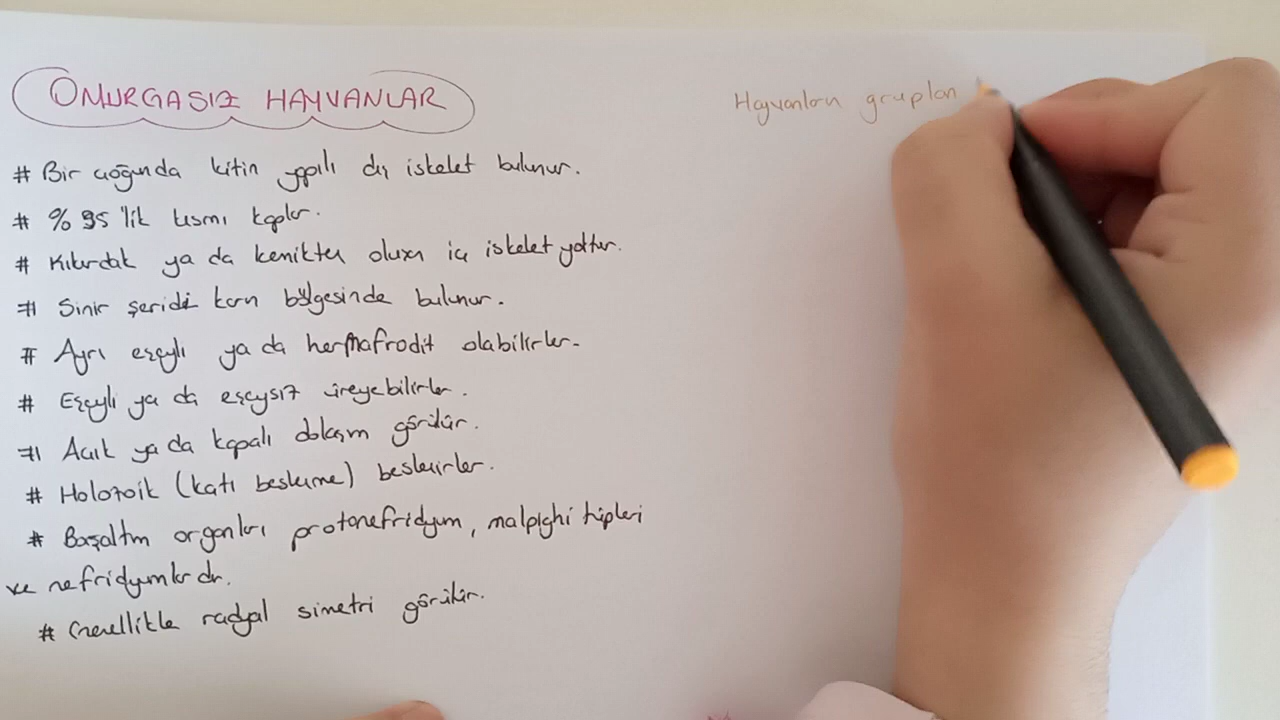 OMURGASIZ HAYVANLAR
# Bir çoğunda kitin yapılı dış iskelet bulunur.
# % 95'lik kısmı kaplar.
# Kıkırdak ya da kemikten oluşan iç iskelet yoktur.
# Sinir şeridi karın bölgesinde bulunur.
# Ayrı eşeyli ya da hermafrodit olabilirler.
# Eşeyli ya da eşeysiz üreyebilirler.
# Açık ya da kapalı dolaşım görülür.
# Holozoik (katı beslenme) beslenirler.
# Boşaltım organları protonefridyum, malpighi tüpleri
ve nefridyumlardır.
# Genellikle radyal simetri görülür.
Hayvanları grupları